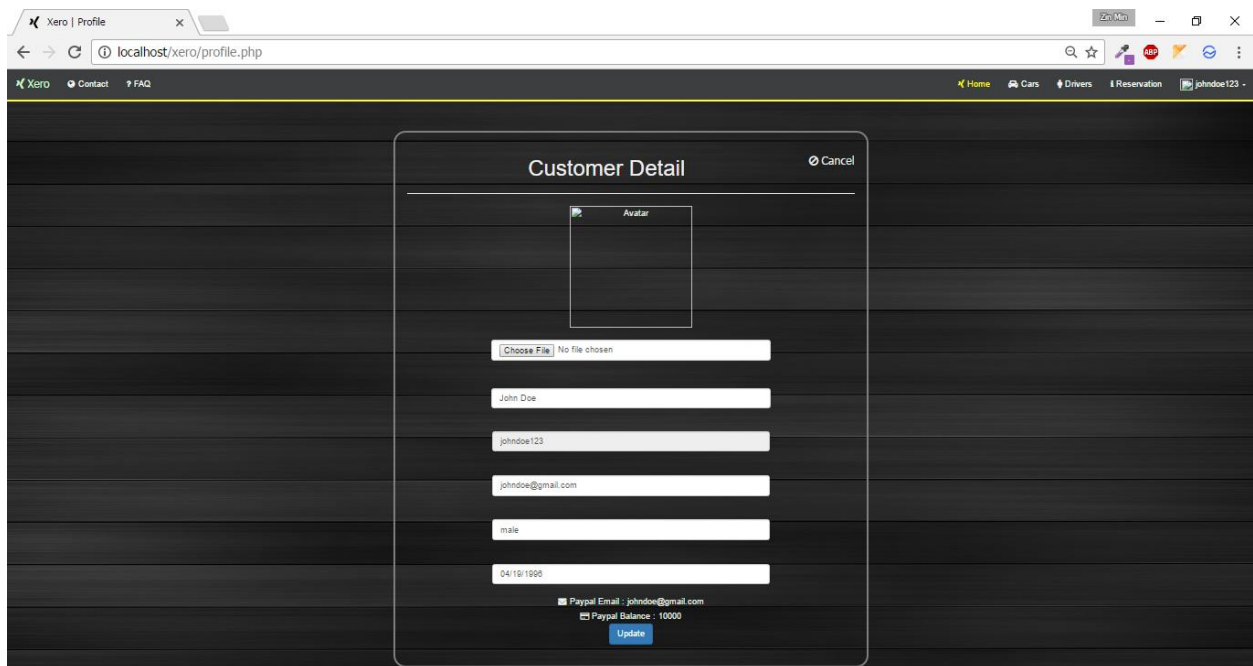 Xero | Profile
Zin Min
localhost/xero/profile.php
ABP
Xero Contact ? FAQ Home Cars Drivers Reservation johndoe123
Customer Detail
Cancel
Avatar
Choose File No file chosen
John Doe
johndoe123
johndoe@gmail.com
male
04/19/1996
Paypal Email : johndoe@gmail.com
Paypal Balance : 10000
Update